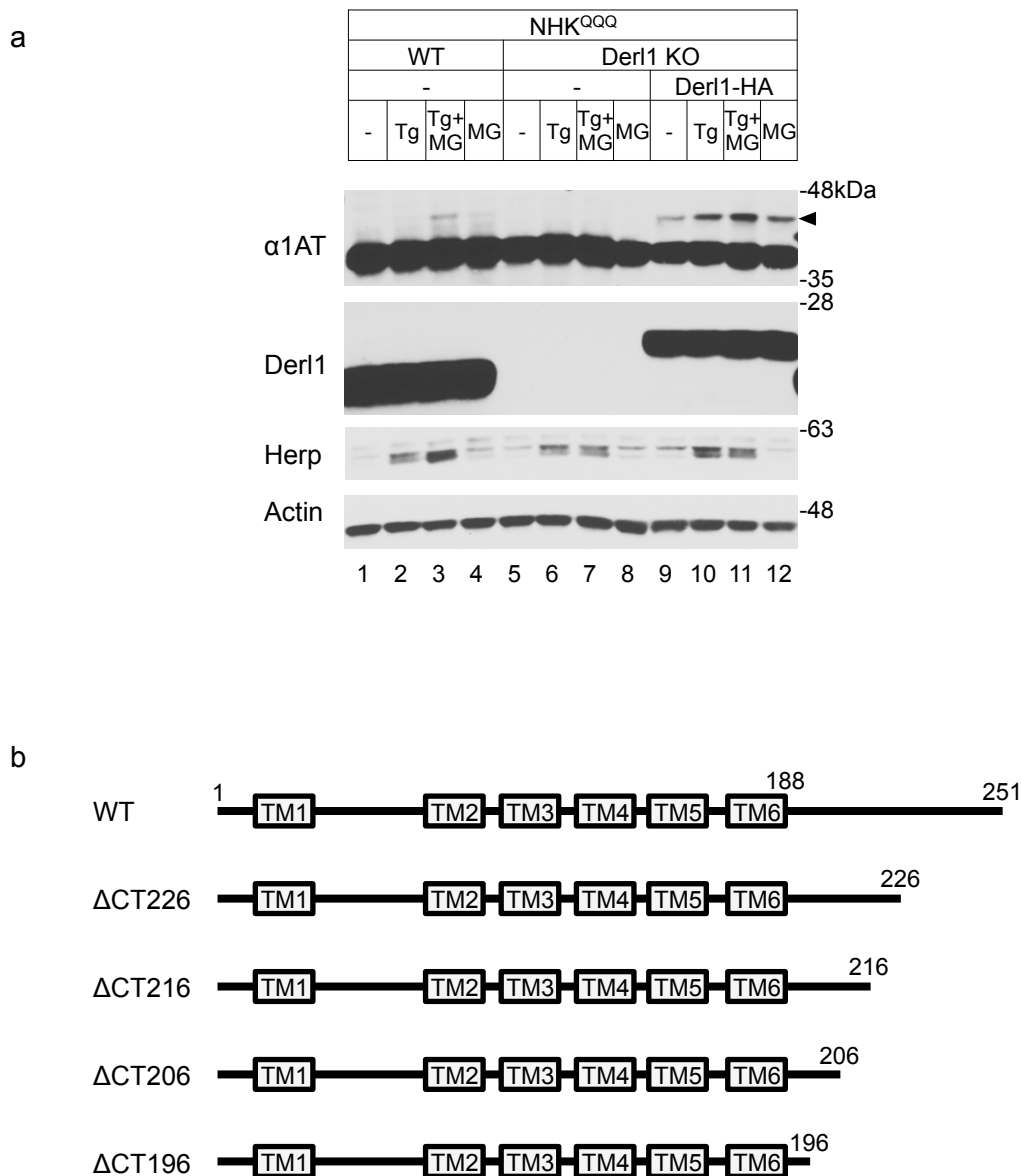 a
NHKQQQ
WT Derl1 KO
- - Derl1-HA
- Tg Tg+MG MG - Tg Tg+MG MG - Tg Tg+MG MG
-48kDa
α1AT
-35
-28
Derl1
-63
Herp
-48
Actin
1 2 3 4 5 6 7 8 9 10 11 12
b
1 188 251
WT TM1 TM2 TM3 TM4 TM5 TM6
226
ΔCT226 TM1 TM2 TM3 TM4 TM5 TM6
216
ΔCT216 TM1 TM2 TM3 TM4 TM5 TM6
206
ΔCT206 TM1 TM2 TM3 TM4 TM5 TM6
196
ΔCT196 TM1 TM2 TM3 TM4 TM5 TM6